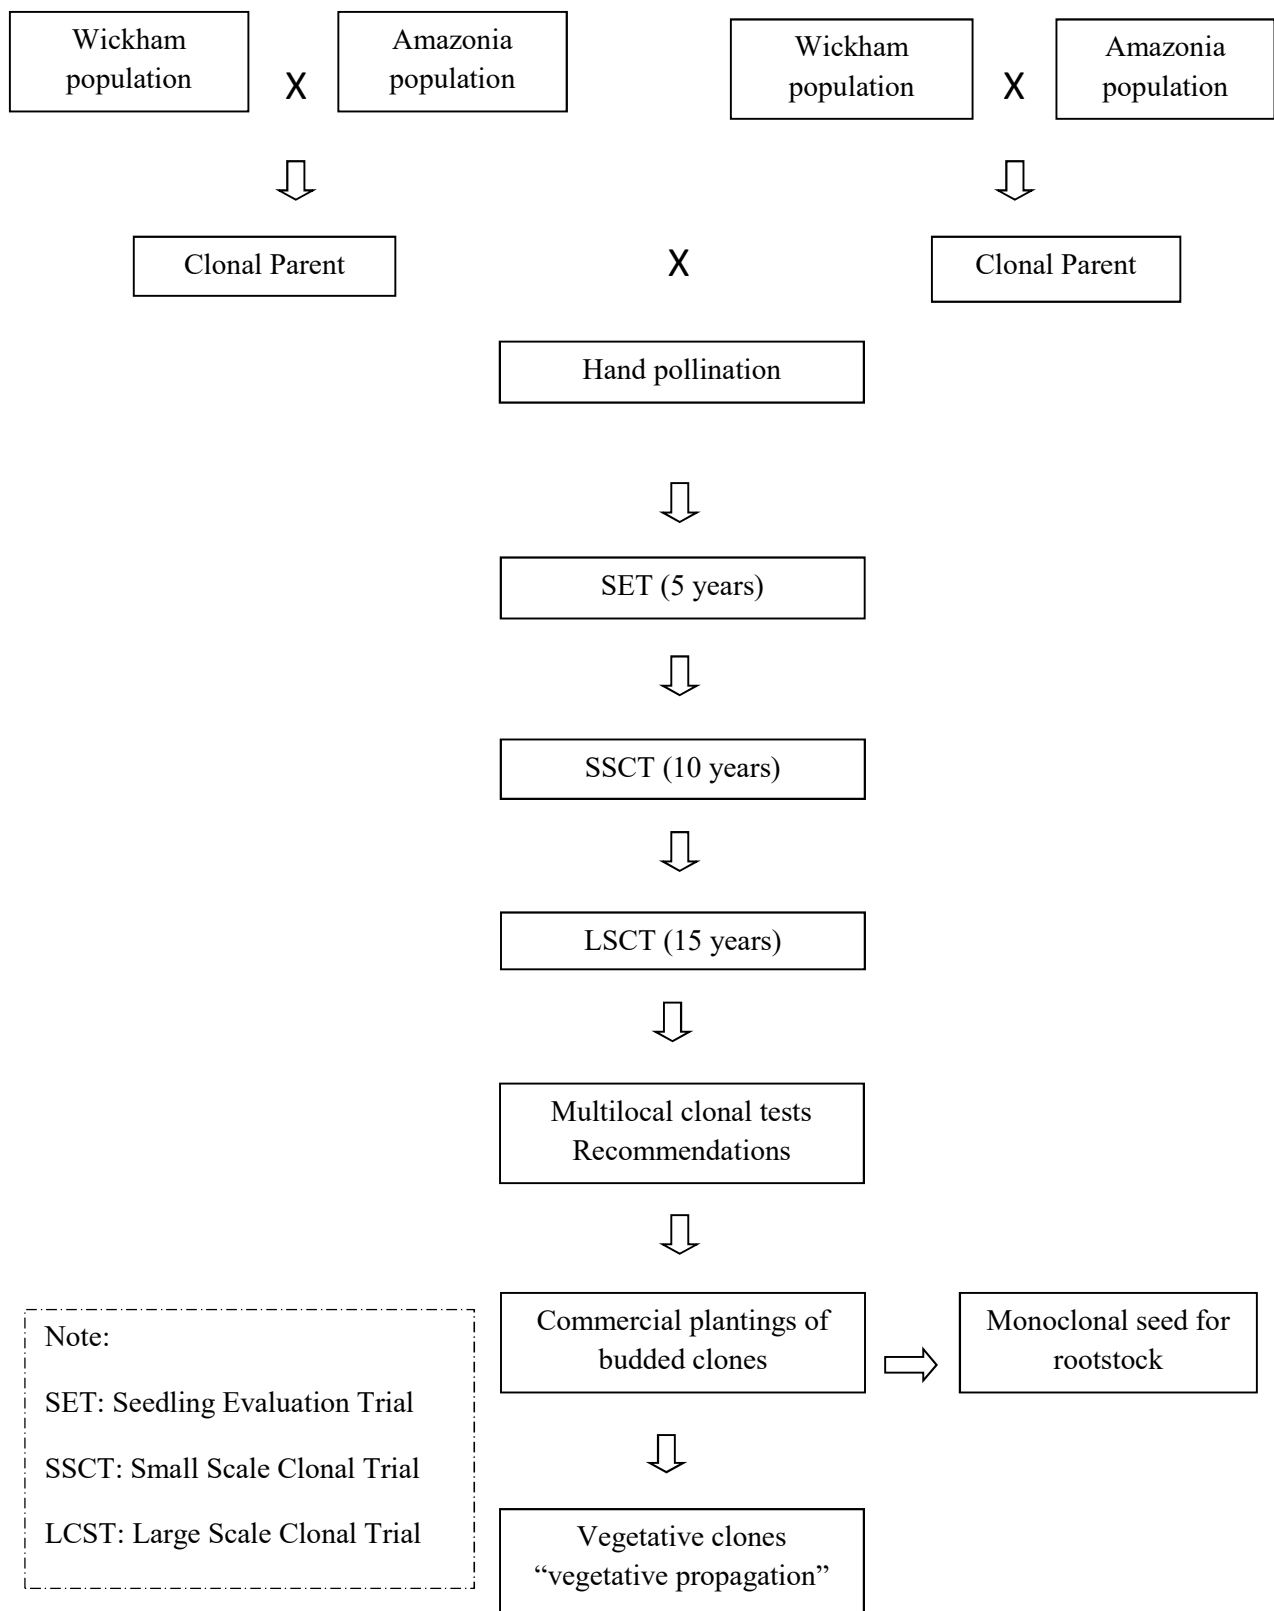 Wickham
population
X
Amazonia
population
Wickham
population
X
Amazonia
population
Clonal Parent
X
Clonal Parent
Hand pollination
SET (5 years)
SSCT (10 years)
LSCT (15 years)
Multilocal clonal tests
Recommendations
Commercial plantings of
budded clones
Monoclonal seed for
rootstock
Vegetative clones
“vegetative propagation”
Note:
SET: Seedling Evaluation Trial
SSCT: Small Scale Clonal Trial
LCST: Large Scale Clonal Trial